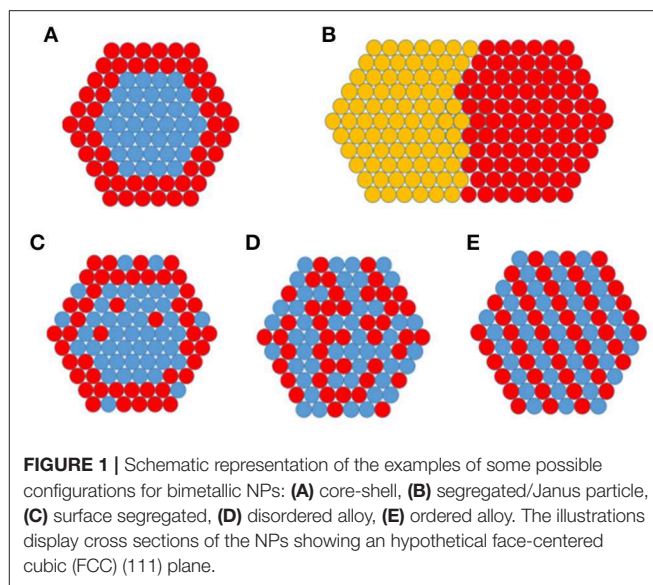 A
B
C
D
E
FIGURE 1 | Schematic representation of the examples of some possible
configurations for bimetallic NPs: (A) core-shell, (B) segregated/Janus particle,
(C) surface segregated, (D) disordered alloy, (E) ordered alloy. The illustrations
display cross sections of the NPs showing an hypothetical face-centered
cubic (FCC) (111) plane.